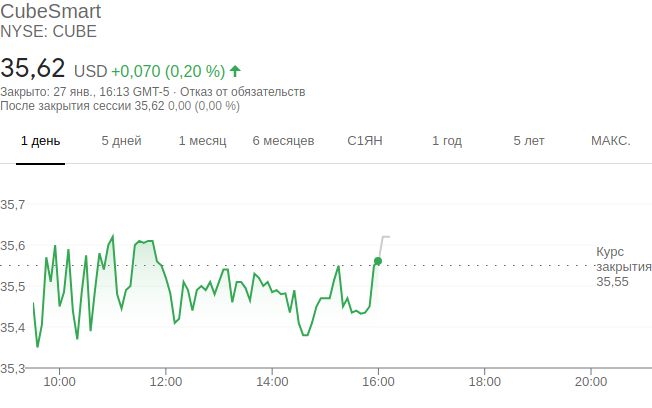 CubeSmart
NYSE: CUBE
35,62 USD +0,070 (0,20 %)
Закрыто: 27 янв., 16:13 GMT-5 · Отказ от обязательств
После закрытия сессии 35,62 0,00 (0,00 %)
1 день 5 дней 1 месяц 6 месяцев С1ЯН 1 год 5 лет МАКС.
35,7
35,6
Курс
закрытия
35,55
35,5
35,4
35,3
10:00 12:00 14:00 16:00 18:00 20:00